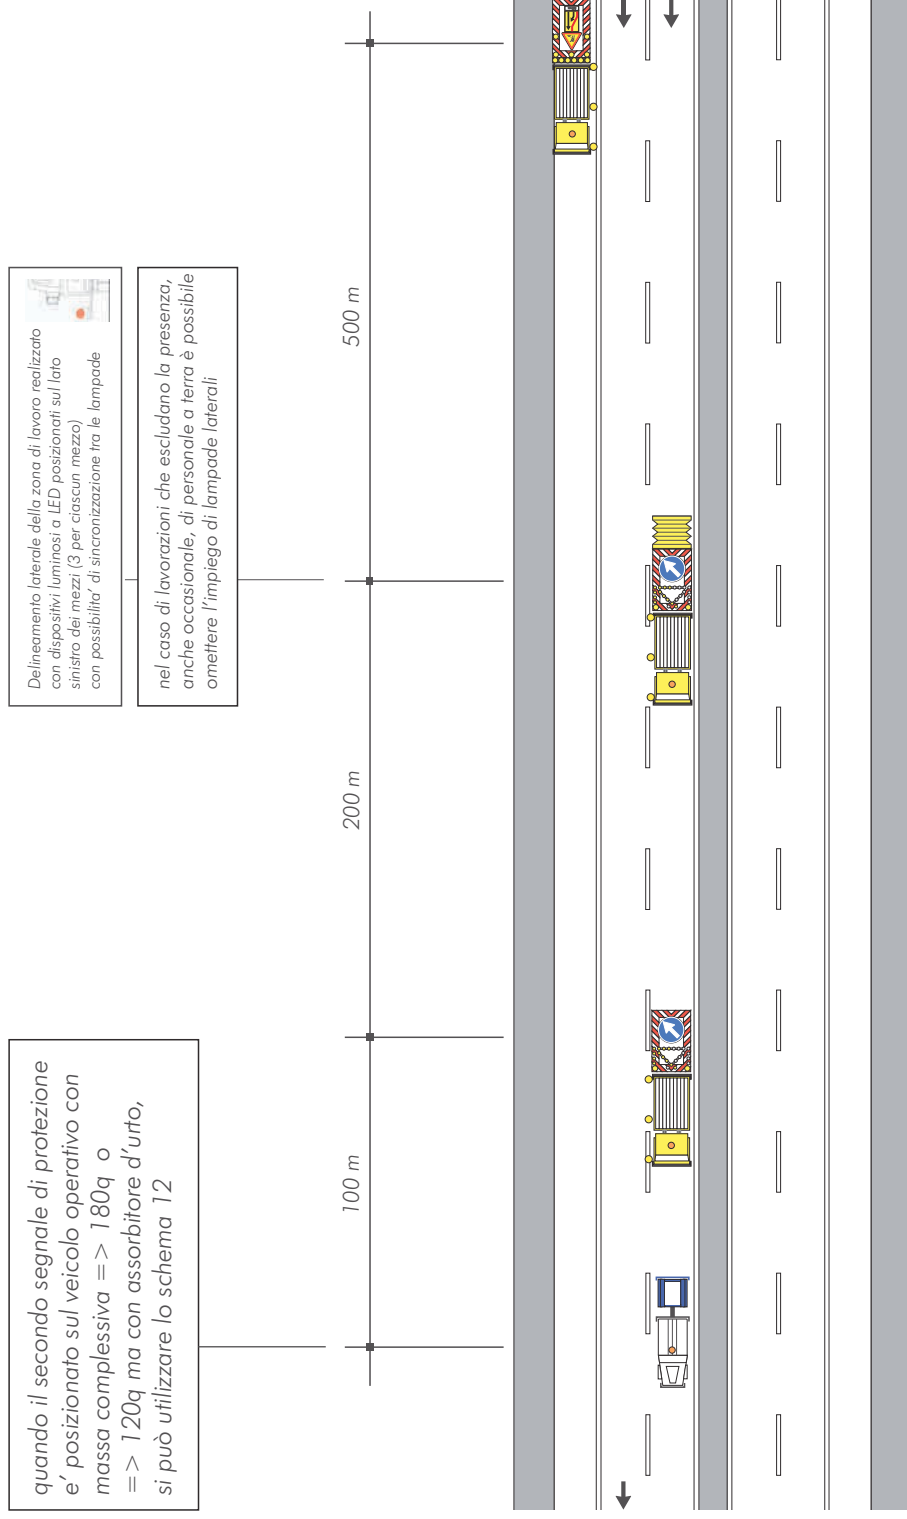 Delineamento laterale della zona di lavoro realizzato
con dispositivi luminosi a LED posizionati sul lato
sinistro dei mezzi (3 per ciascun mezzo)
con possibilita' di sincronizzazione tra le lampade
nel caso di lavorazioni che escludano la presenza,
anche occasionale, di personale a terra è possibile
omettere l'impiego di lampade laterali
quando il secondo segnale di protezione
e' posizionato sul veicolo operativo con
massa complessiva => 180q o
=> 120q ma con assorbitore d'urto,
si può utilizzare lo schema 12
500 m
200 m
100 m